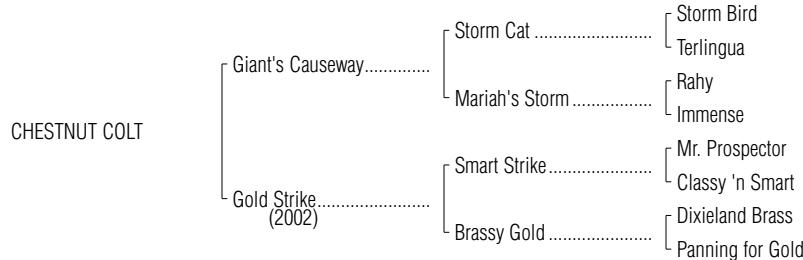 Storm Bird
Storm Cat ........................
Terlingua
Giant's Causeway..............
Rahy
Mariah's Storm ................
Immense
CHESTNUT COLT
Mr. Prospector
Smart Strike .....................
Classy 'n Smart
Gold Strike........................
(2002)
Dixieland Brass
Brassy Gold .....................
Panning for Gold